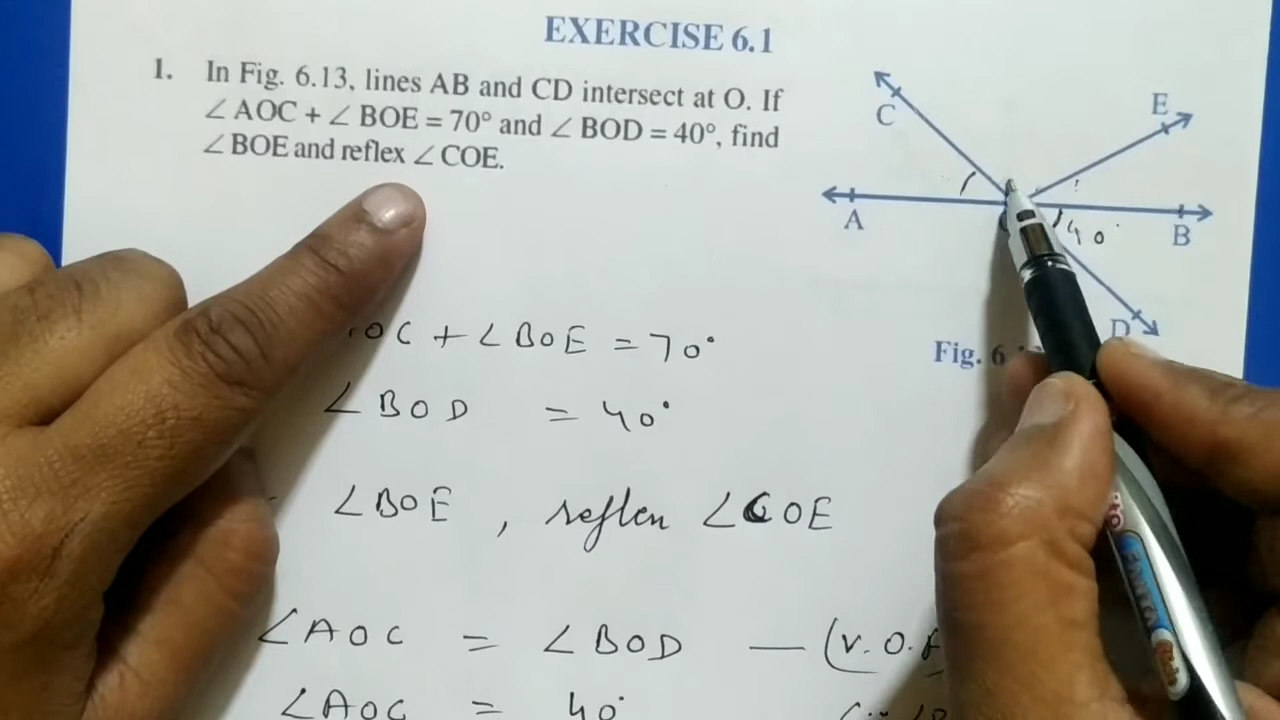 EXERCISE 6.1
1. In Fig. 6.13, lines AB and CD intersect at O. If
∠ AOC + ∠ BOE = 70° and ∠ BOD = 40°, find
∠ BOE and reflex ∠ COE.
C
E
A
40°
B
D
Fig. 6
OC + ∠BOE = 70°
∠BOD = 40°
∠BOE, reflex ∠COE
∠AOC = ∠BOD — (V.O.
∠AOC = 40°